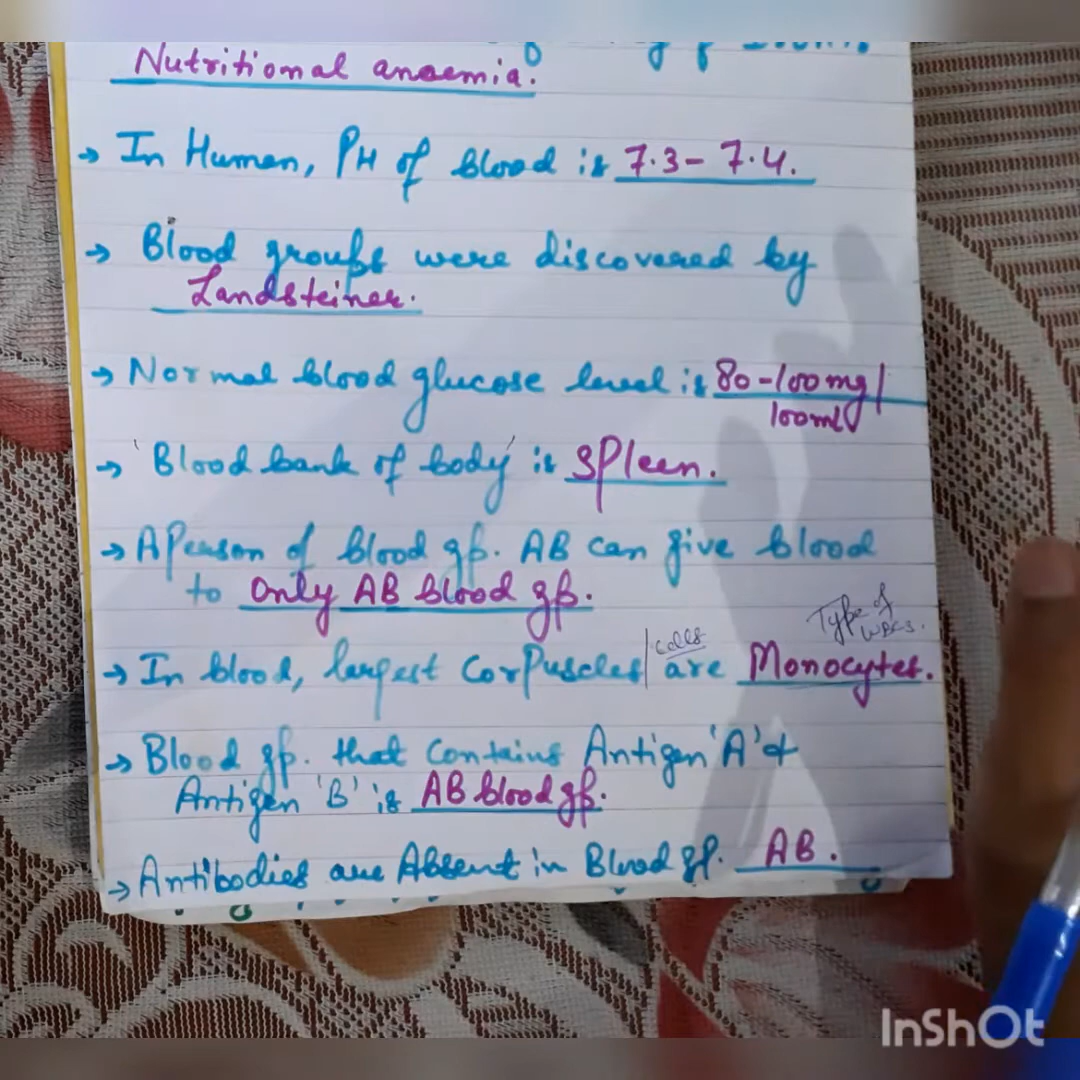 Nutritional anaemia.
→ In Human, PH of blood is 7.3 - 7.4.
→ Blood groups were discovered by
Landsteiner.
→ Normal blood glucose level is 80-100mg/
100ml
→ 'Blood bank of body' is spleen.
→ A Person of blood gp. AB can give blood
to only AB blood gp.
Type of
WBCs.
→ In blood, largest Corpuscles/cells are Monocytes.
→ Blood gp. that contains Antigen 'A' &
Antigen 'B' is AB blood gp.
→ Antibodies are Absent in Blood gp. AB.
InShOt